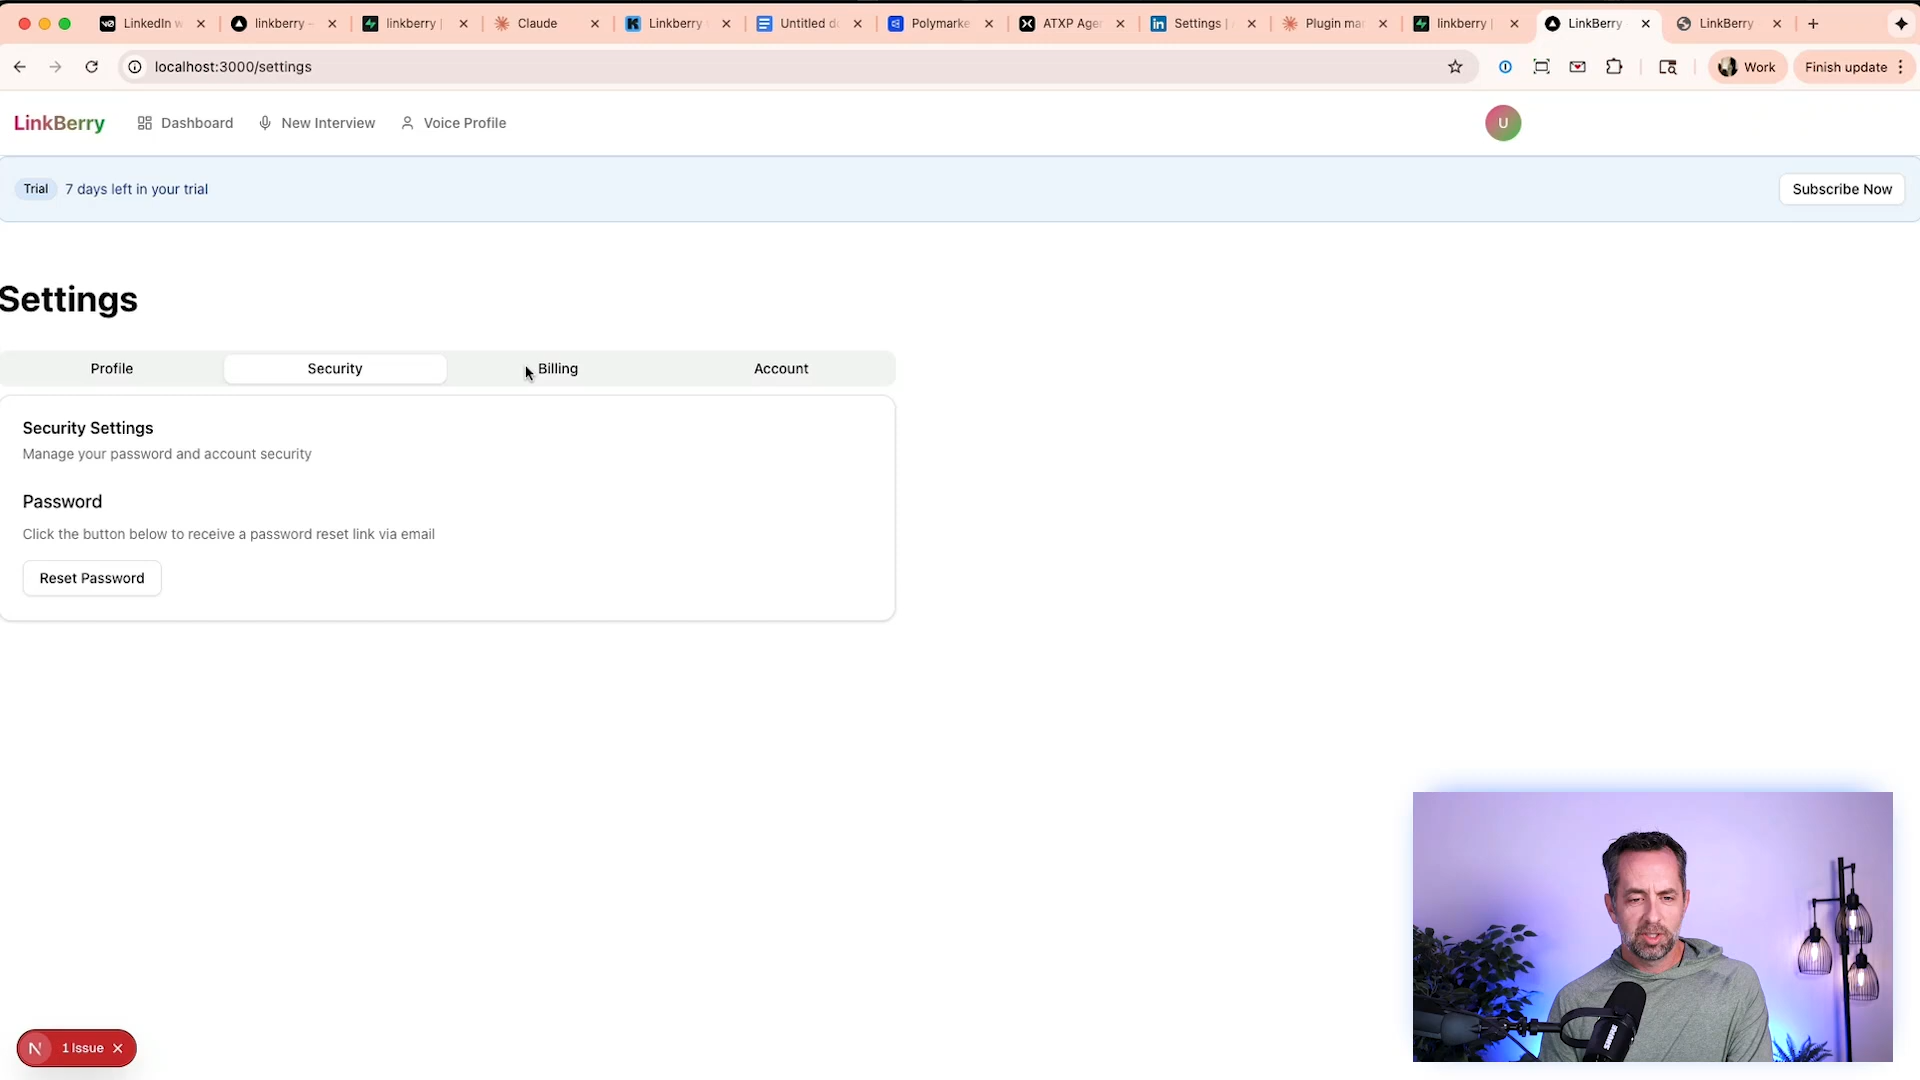 LinkedIn w
linkberry –
linkberry |
Claude
Linkberry
Untitled do
Polymarke
ATXP Age
Settings |
Plugin mar
linkberry |
LinkBerry
LinkBerry
localhost:3000/settings
Work
Finish update
LinkBerry
Dashboard
New Interview
Voice Profile
U
Trial
7 days left in your trial
Subscribe Now
Settings
Profile
Security
Billing
Account
Security Settings
Manage your password and account security
Password
Click the button below to receive a password reset link via email
Reset Password
N
1 Issue
SHURE